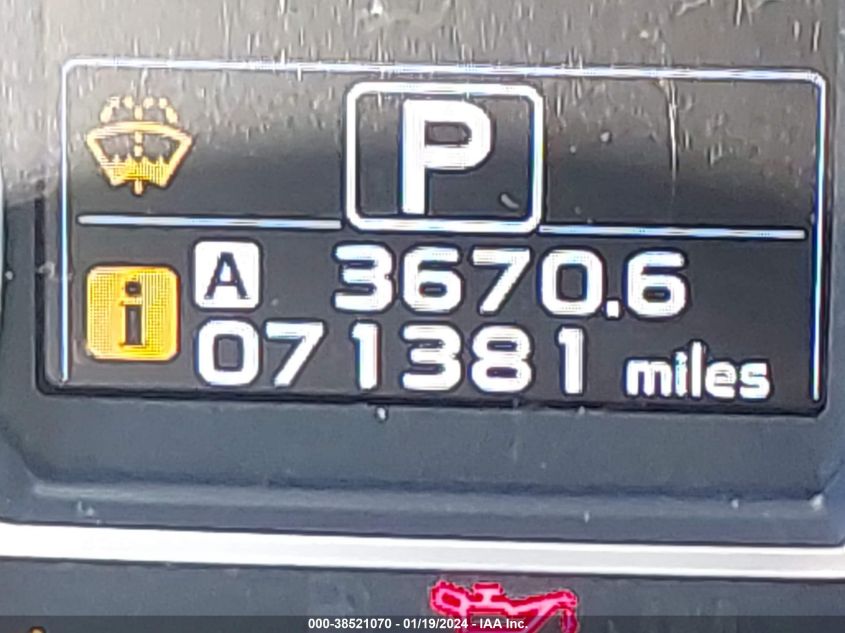 P
A 3670.6
i 071381 miles
000-38521070 - 01/19/2024 - IAA Inc.